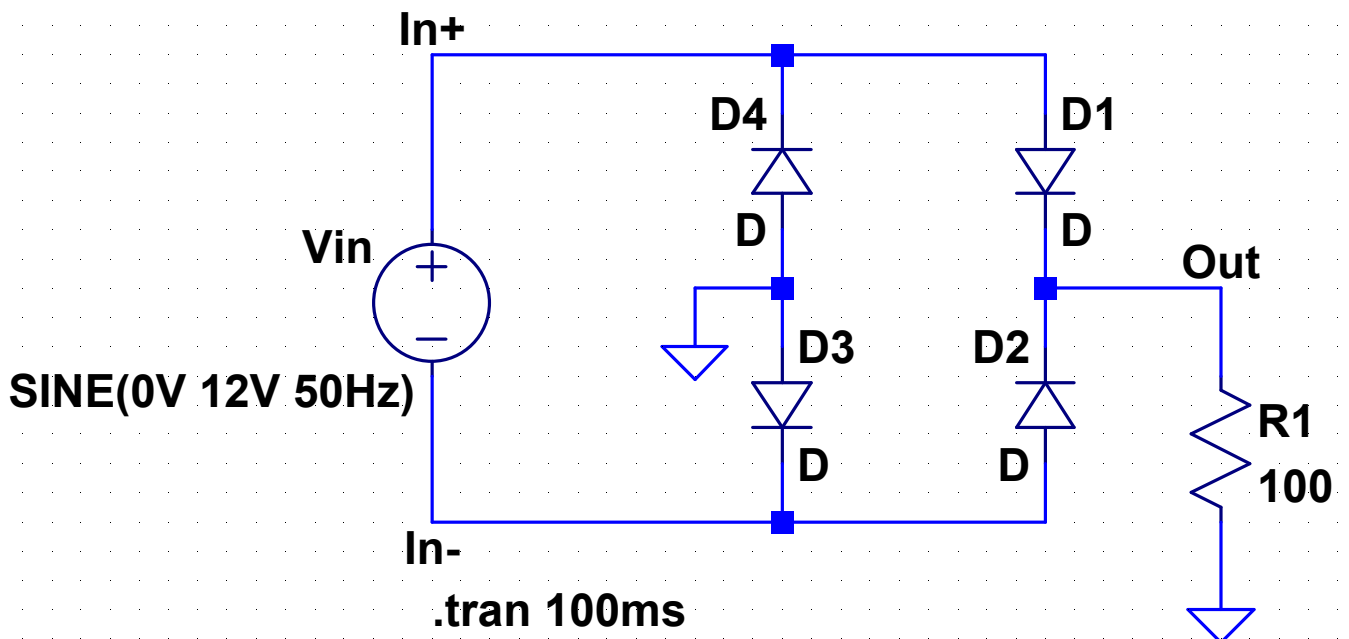 In+
D4
D1
D
D
Vin
+
−
Out
D3
D2
SINE(0V 12V 50Hz)
R1
D
D
100
In-
.tran 100ms